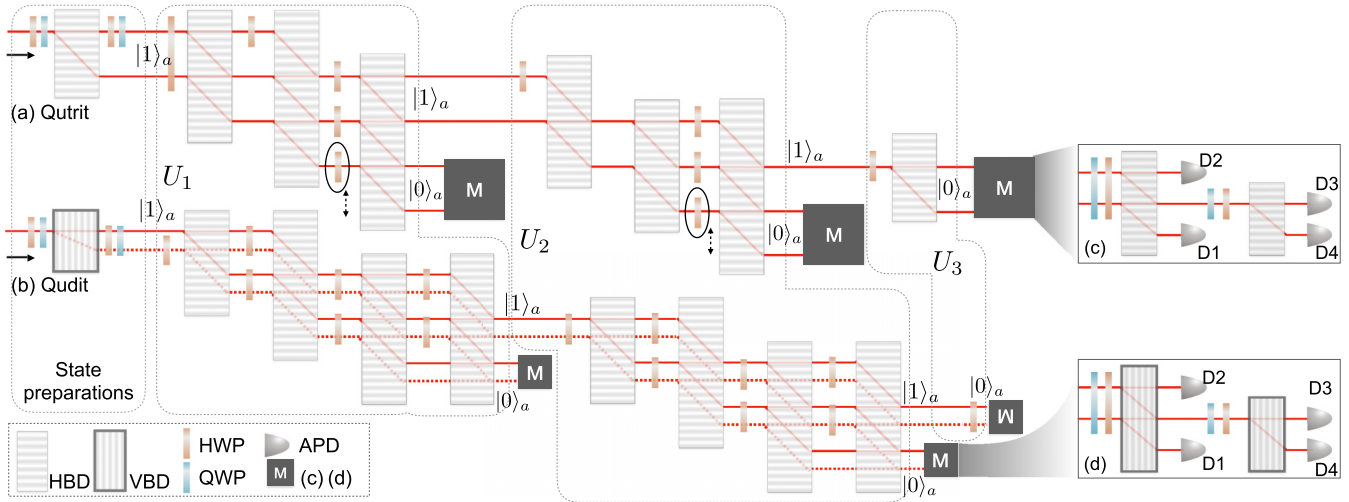 |1⟩ₐ
|1⟩ₐ
(a) Qutrit
|1⟩ₐ
U₁
M
|0⟩ₐ
M
|0⟩ₐ
|1⟩ₐ
M
|0⟩ₐ
U₂
U₃
D2
D3
(c)
D1
D4
(b) Qudit
|1⟩ₐ
State
preparations
M
|0⟩ₐ
|1⟩ₐ
|0⟩ₐ
M
M
|0⟩ₐ
D2
D3
(d)
D1
D4
HBD
VBD
HWP
APD
QWP
M
(c) (d)